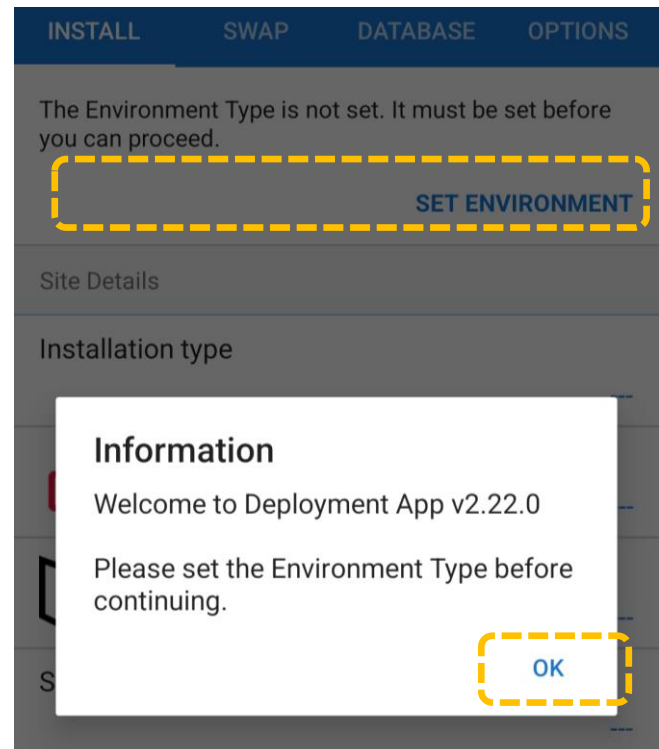 INSTALL SWAP DATABASE OPTIONS
The Environment Type is not set. It must be set before
you can proceed.
SET ENVIRONMENT
Site Details
Installation type
---
Information
Welcome to Deployment App v2.22.0
Please set the Environment Type before
continuing.
OK
S
---